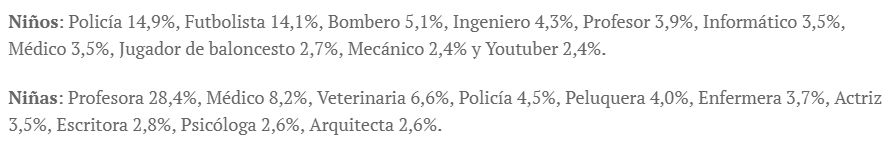 Niños: Policía 14,9%, Futbolista 14,1%, Bombero 5,1%, Ingeniero 4,3%, Profesor 3,9%, Informático 3,5%,
Médico 3,5%, Jugador de baloncesto 2,7%, Mecánico 2,4% y Youtuber 2,4%.
Niñas: Profesora 28,4%, Médico 8,2%, Veterinaria 6,6%, Policía 4,5%, Peluquera 4,0%, Enfermera 3,7%, Actriz
3,5%, Escritora 2,8%, Psicóloga 2,6%, Arquitecta 2,6%.